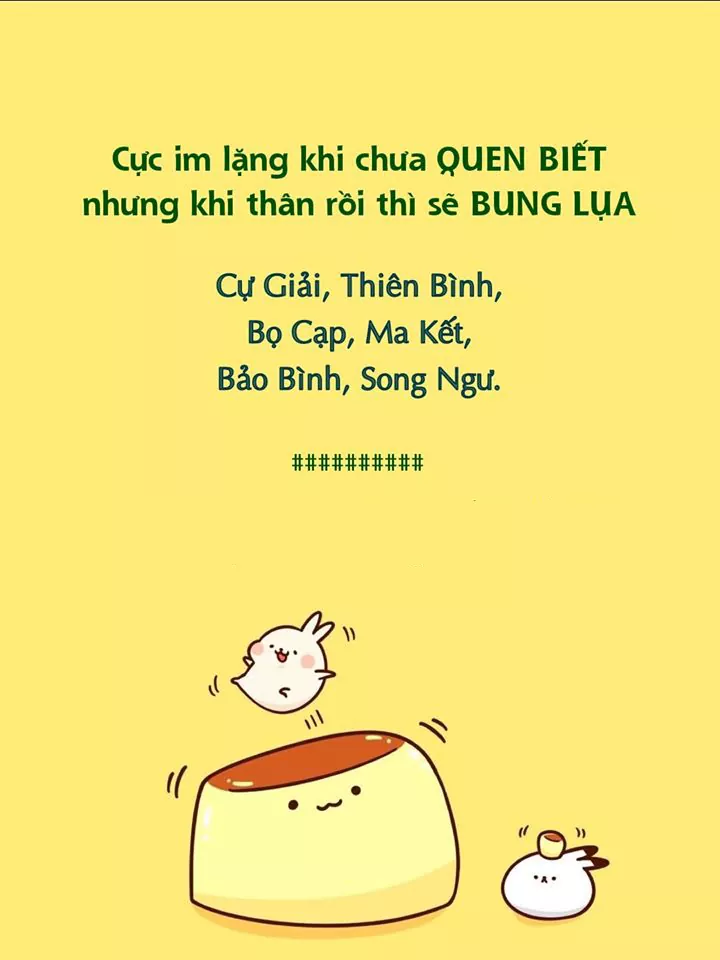 Cực im lặng khi chưa QUEN BIẾT
nhưng khi thân rồi thì sẽ BUNG LỤA
Cự Giải, Thiên Bình,
Bọ Cạp, Ma Kết,
Bảo Bình, Song Ngư.
##########